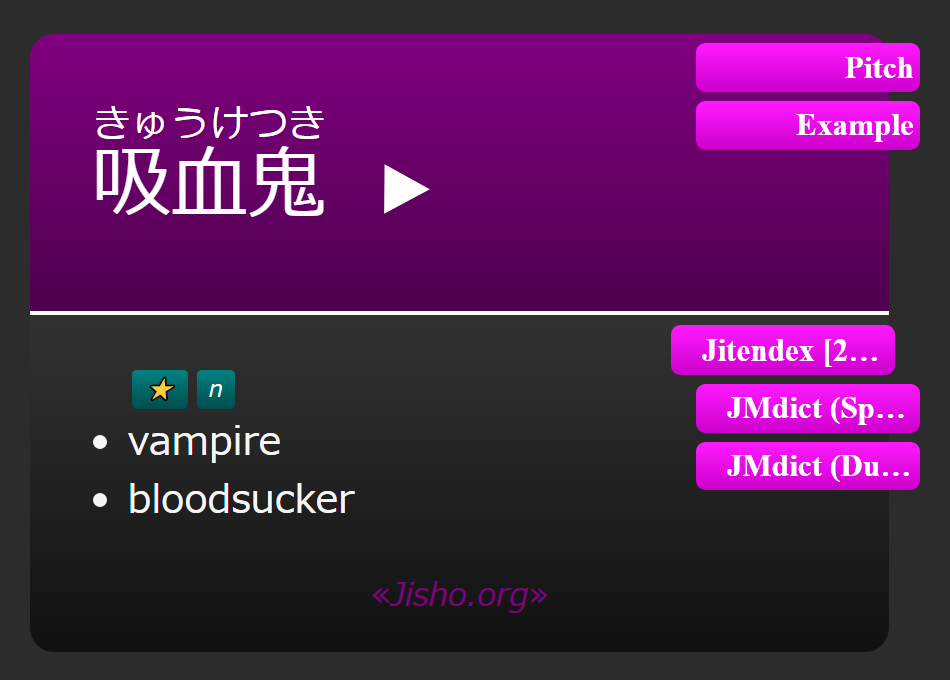 きゅうけつき
吸血鬼
Pitch
Example
★ n
• vampire
• bloodsucker
Jitendex [2…
JMdict (Sp…
JMdict (Du…
«Jisho.org»